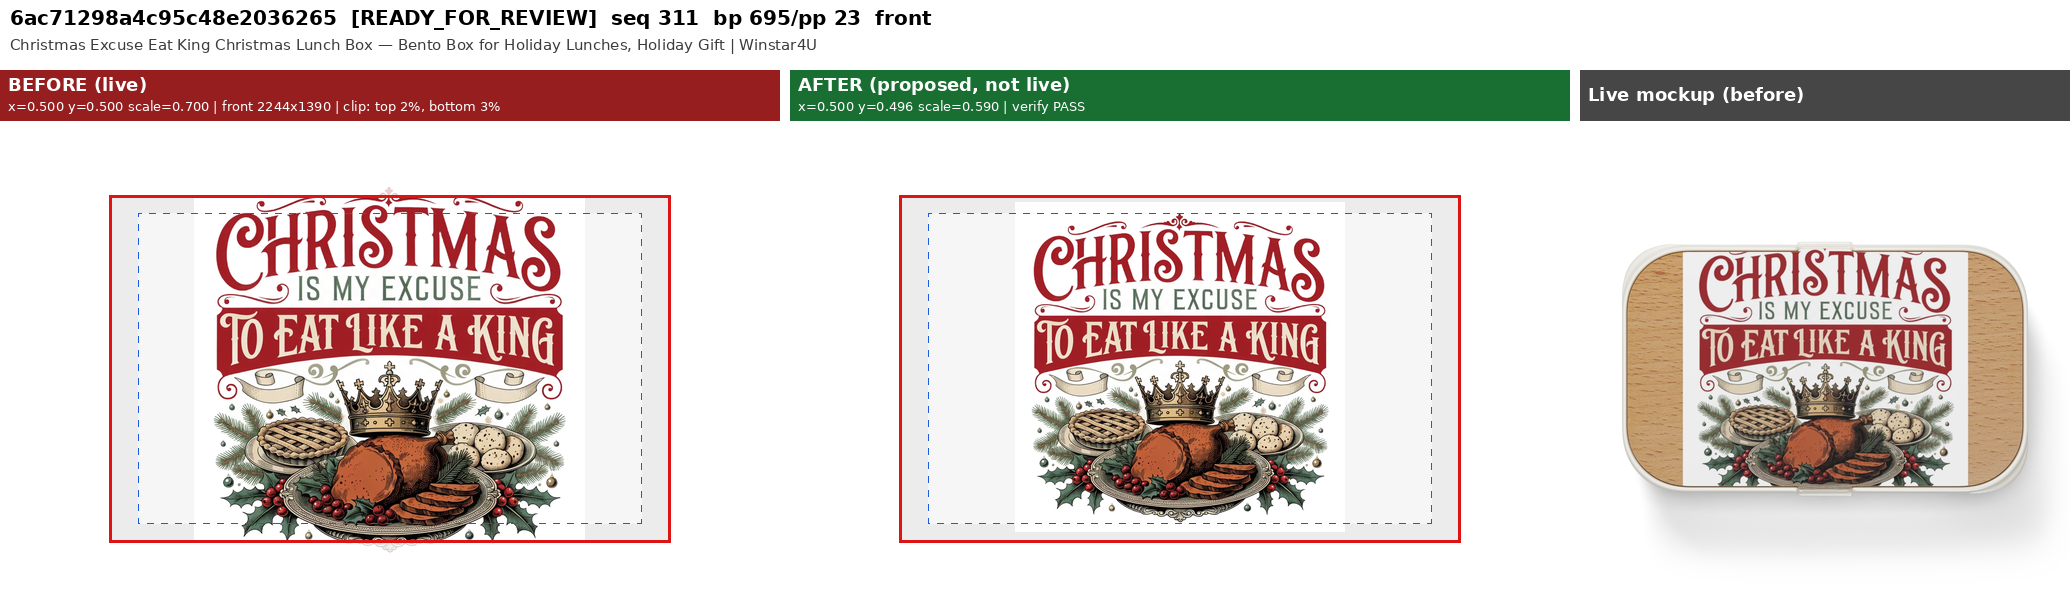 6ac71298a4c95c48e2036265 [READY_FOR_REVIEW] seq 311 bp 695/pp 23 front
Christmas Excuse Eat King Christmas Lunch Box — Bento Box for Holiday Lunches, Holiday Gift | Winstar4U
BEFORE (live)
x=0.500 y=0.500 scale=0.700 | front 2244x1390 | clip: top 2%, bottom 3%
AFTER (proposed, not live)
x=0.500 y=0.496 scale=0.590 | verify PASS
Live mockup (before)
CHRISTMAS
IS MY EXCUSE
TO EAT LIKE A KING
CHRISTMAS
IS MY EXCUSE
TO EAT LIKE A KING
CHRISTMAS
IS MY EXCUSE
TO EAT LIKE A KING